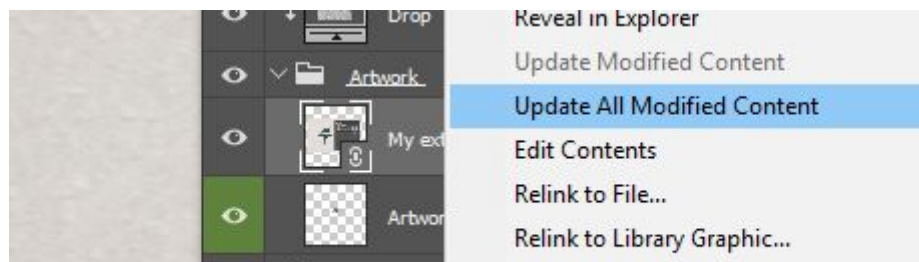 Drop
Artwork
My ext
Artwor
Reveal in Explorer
Update Modified Content
Update All Modified Content
Edit Contents
Relink to File...
Relink to Library Graphic...